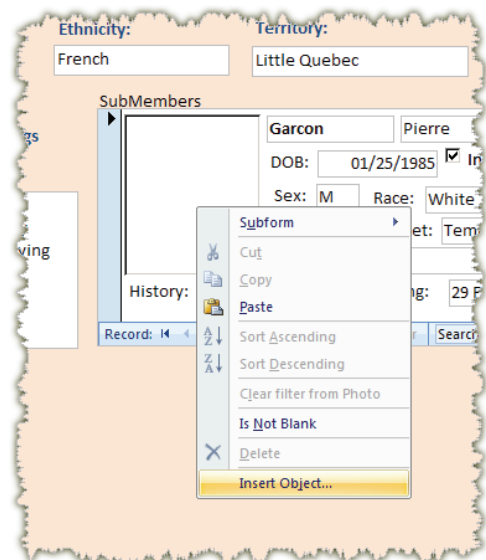 Ethnicity: Territory:
French Little Quebec
SubMembers
gs Garcon Pierre
DOB: 01/25/1985 In
Sex: M Race: White
ving et: Tem
History: ng: 29 F
Record: Search
Subform
Cut
Copy
Paste
Sort Ascending
Sort Descending
Clear filter from Photo
Is Not Blank
Delete
Insert Object...